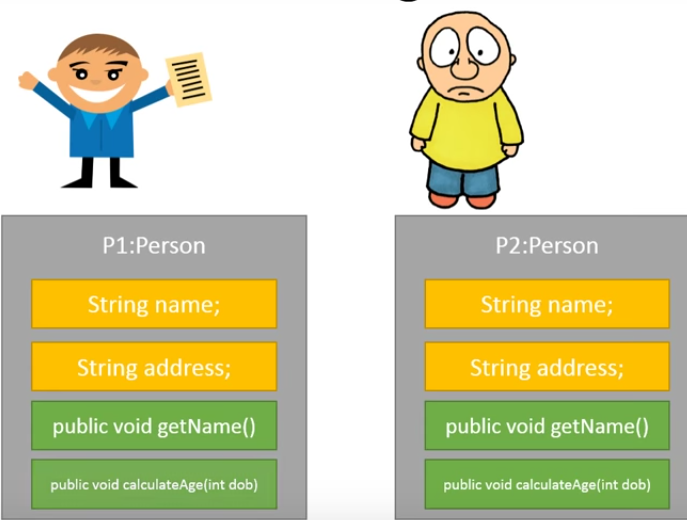 P1:Person
String name;
String address;
public void getName()
public void calculateAge(int dob)
P2:Person
String name;
String address;
public void getName()
public void calculateAge(int dob)